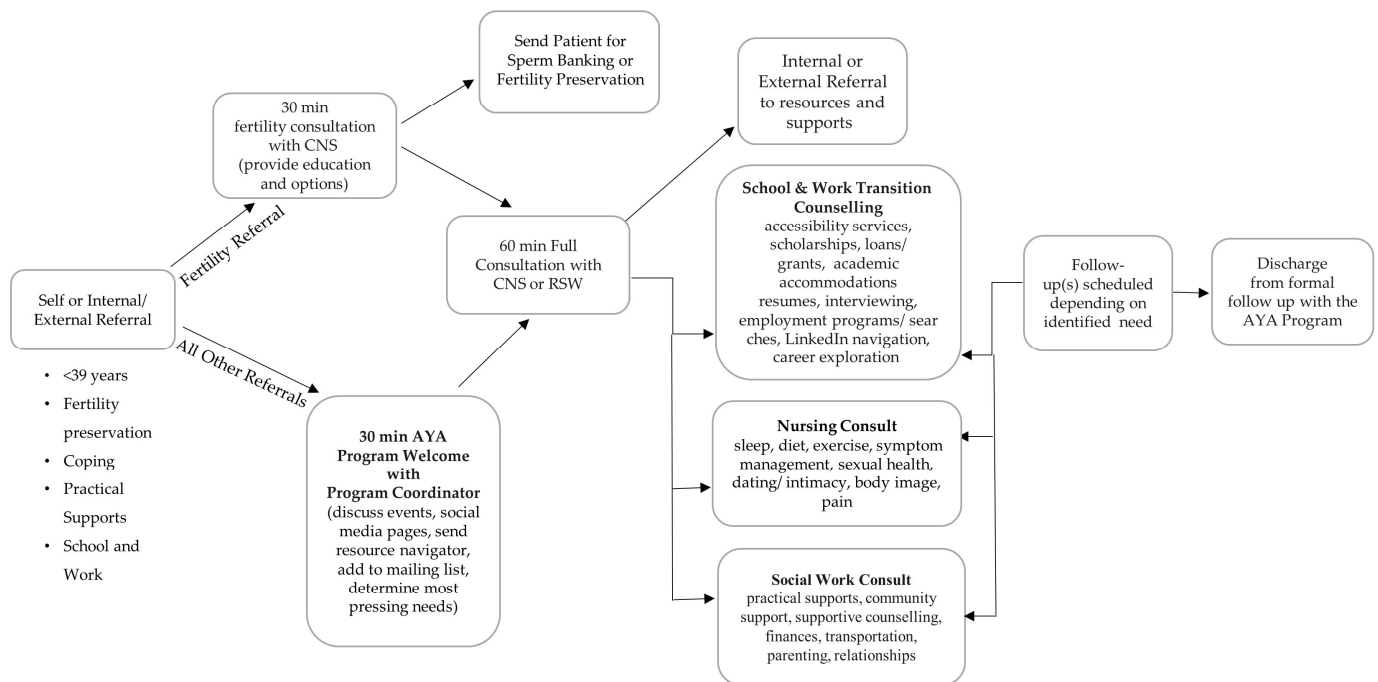 Self or Internal/
External Referral
• <39 years
• Fertility
preservation
• Coping
• Practical
Supports
• School and
Work
Fertility Referral
All Other Referrals
30 min
fertility consultation
with CNS
(provide education
and options)
30 min AYA
Program Welcome
with
Program Coordinator
(discuss events, social
media pages, send
resource navigator,
add to mailing list,
determine most
pressing needs)
Send Patient for
Sperm Banking or
Fertility Preservation
60 min Full
Consultation with
CNS or RSW
Internal or
External Referral
to resources and
supports
School & Work Transition
Counselling
accessibility services,
scholarships, loans/
grants, academic
accommodations
resumes, interviewing,
employment programs/ sear
ches, LinkedIn navigation,
career exploration
Nursing Consult
sleep, diet, exercise, symptom
management, sexual health,
dating/ intimacy, body image,
pain
Social Work Consult
practical supports, community
support, supportive counselling,
finances, transportation,
parenting, relationships
Follow-
up(s) scheduled
depending on
identified need
Discharge
from formal
follow up with the
AYA Program